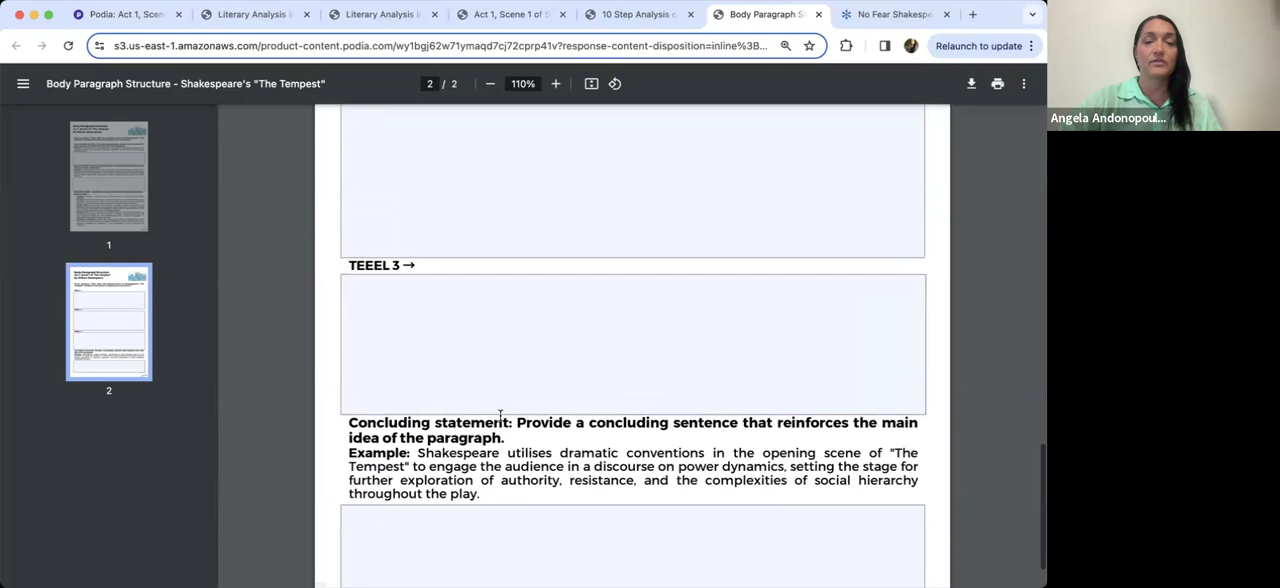 Podia: Act 1, Scen
Literary Analysis in
Literary Analysis i
Act 1, Scene 1 of
10 Step Analysis o
Body Paragraph S
No Fear Shakespe
s3.us-east-1.amazonaws.com/product-content.podia.com/wy1bgj62w71ymaqd7cj72cprp41v?response-content-disposition=inline%3B...
Relaunch to update
Body Paragraph Structure - Shakespeare's "The Tempest"
2 / 2
110%
Angela Andonopoul...
1
2
TEEEL 3 →
Concluding statement: Provide a concluding sentence that reinforces the main
idea of the paragraph.
Example: Shakespeare utilises dramatic conventions in the opening scene of "The
Tempest" to engage the audience in a discourse on power dynamics, setting the stage for
further exploration of authority, resistance, and the complexities of social hierarchy
throughout the play.